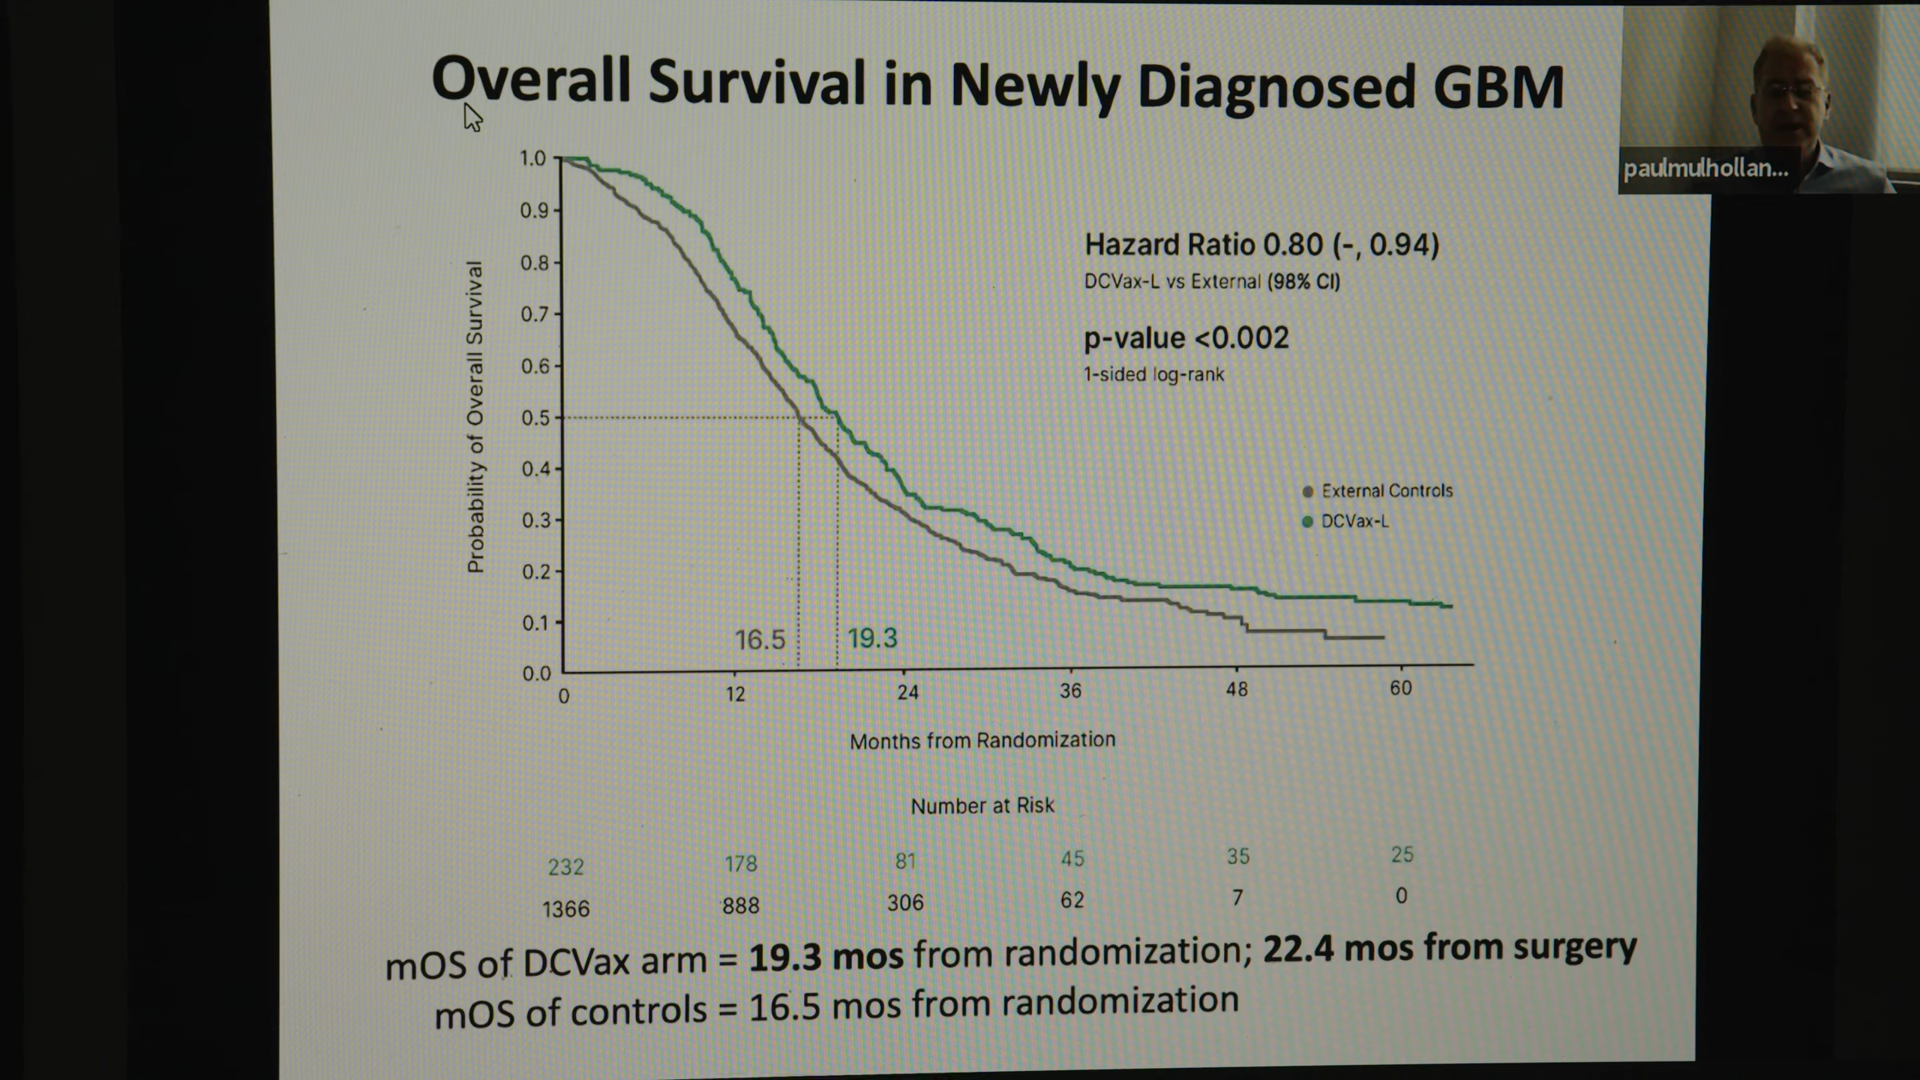 Overall Survival in Newly Diagnosed GBM
paulmulhollan...
1.0
0.9
0.8
0.7
0.6
0.5
0.4
0.3
0.2
0.1
0.0
Probability of Overall Survival
Hazard Ratio 0.80 (-, 0.94)
DCVax-L vs External (98% CI)
p-value <0.002
1-sided log-rank
External Controls
DCVax-L
16.5 19.3
0 12 24 36 48 60
Months from Randomization
Number at Risk
232 178 81 45 35 25
1366 888 306 62 7 0
mOS of DCVax arm = 19.3 mos from randomization; 22.4 mos from surgery
mOS of controls = 16.5 mos from randomization